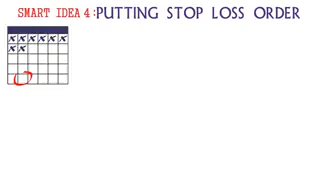 SMART IDEA 4:PUTTING STOP LOSS ORDER
x x x x x x
x x